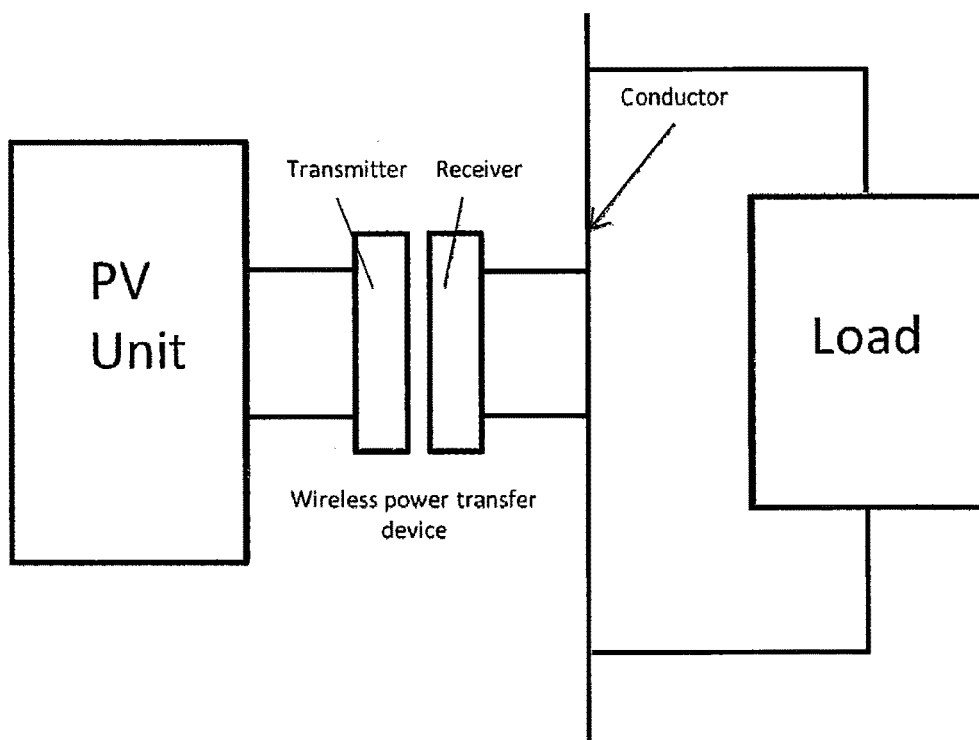 Conductor
Transmitter
Receiver
PV
Unit
Load
Wireless power transfer
device